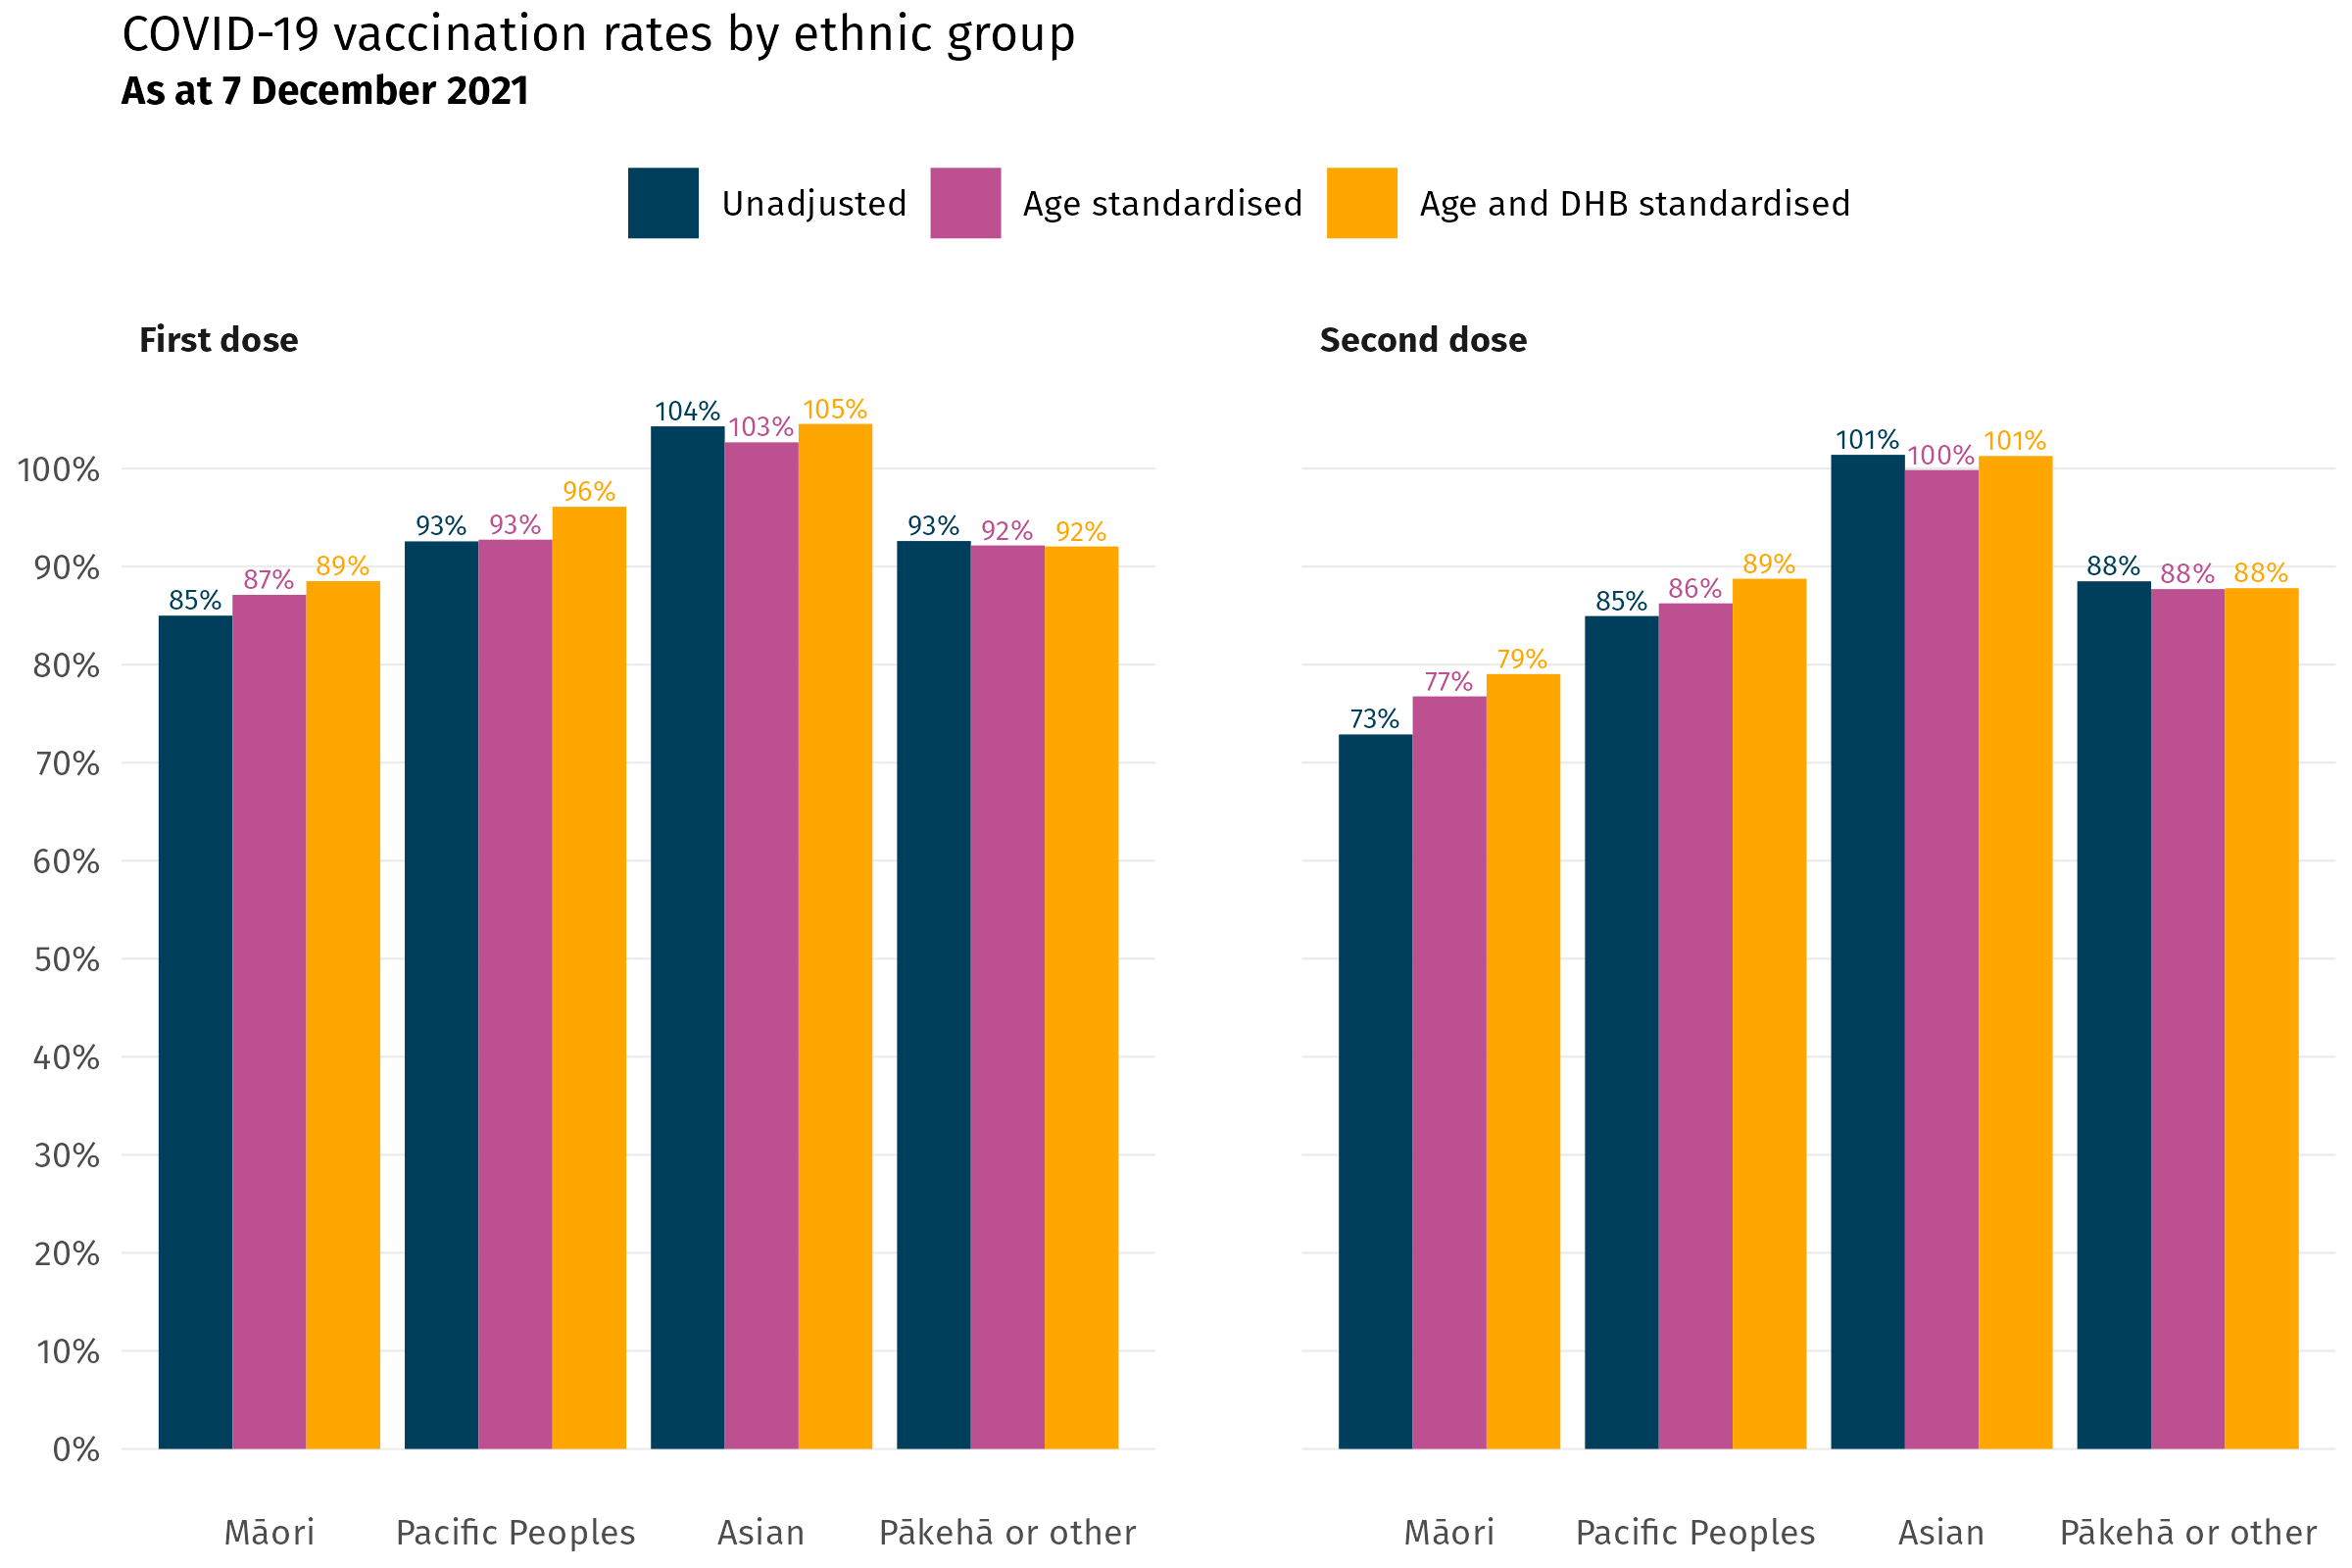 COVID-19 vaccination rates by ethnic group
As at 7 December 2021
Unadjusted Age standardised Age and DHB standardised
First dose
Second dose
100%
90%
80%
70%
60%
50%
40%
30%
20%
10%
0%
85% 87% 89%
93% 93% 96%
104% 103% 105%
93% 92% 92%
Māori Pacific Peoples Asian Pākehā or other
73% 77% 79%
85% 86% 89%
101% 100% 101%
88% 88% 88%
Māori Pacific Peoples Asian Pākehā or other